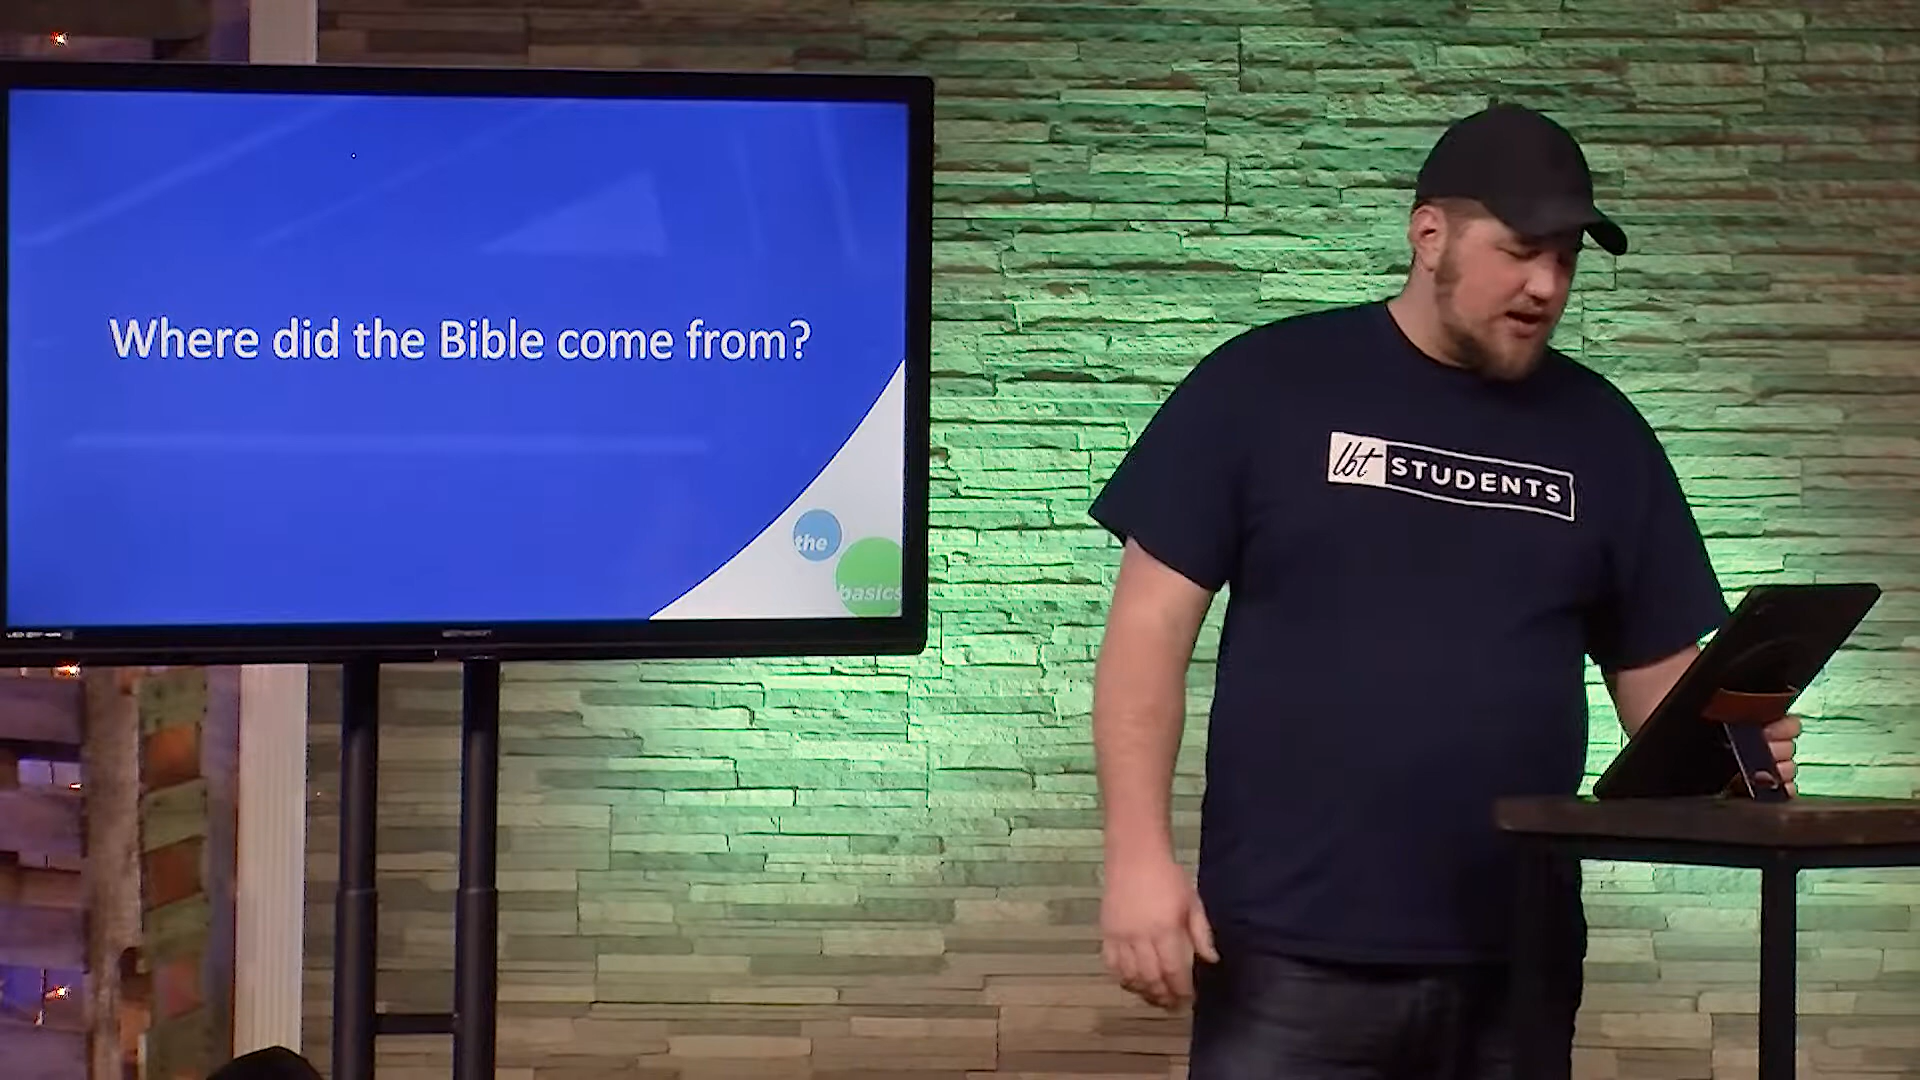 Where did the Bible come from?
the
basics
lbt STUDENTS